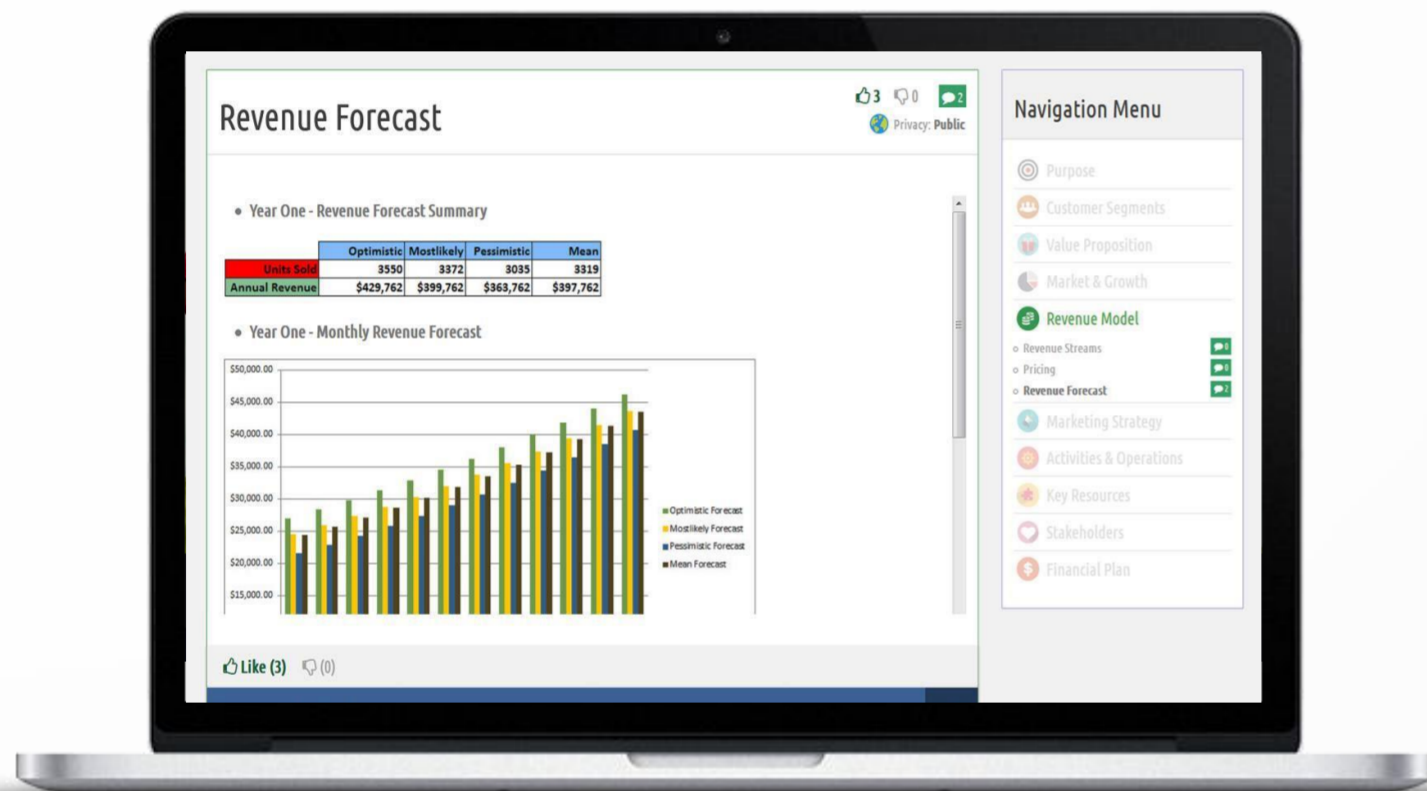 Revenue Forecast
3 0 2
Privacy: Public
• Year One - Revenue Forecast Summary
Optimistic Mostlikely Pessimistic Mean
Units Sold 3550 3372 3035 3319
Annual Revenue $429,762 $399,762 $363,762 $397,762
• Year One - Monthly Revenue Forecast
$50,000.00
$45,000.00
$40,000.00
$35,000.00
$30,000.00
$25,000.00
$20,000.00
$15,000.00
Optimistic Forecast
Mostlikely Forecast
Pessimistic Forecast
Mean Forecast
Like (3) (0)
Navigation Menu
Purpose
Customer Segments
Value Proposition
Market & Growth
Revenue Model
Revenue Streams 0
Pricing 0
Revenue Forecast 2
Marketing Strategy
Activities & Operations
Key Resources
Stakeholders
Financial Plan